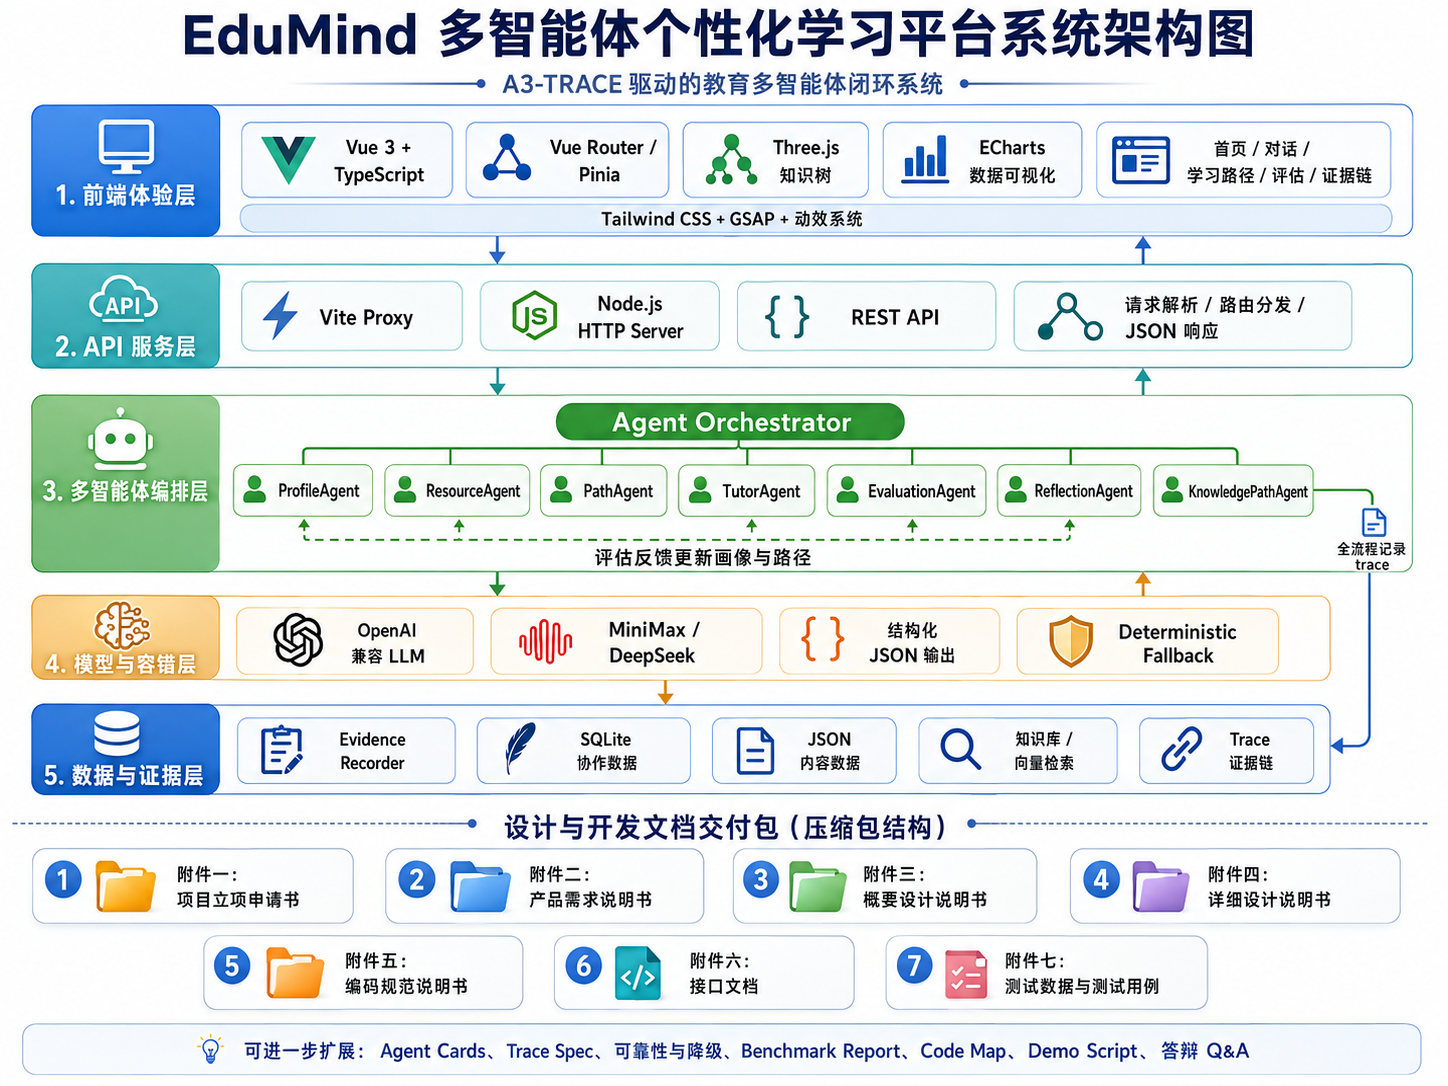 EduMind 多智能体个性化学习平台系统架构图
A3-TRACE 驱动的教育多智能体闭环系统
1. 前端体验层
Vue 3 +
TypeScript
Vue Router /
Pinia
Three.js
知识树
ECharts
数据可视化
首页 / 对话 /
学习路径 / 评估 / 证据链
Tailwind CSS + GSAP + 动效系统
API
2. API 服务层
Vite Proxy
JS
Node.js
HTTP Server
{ }
REST API
请求解析 / 路由分发 /
JSON 响应
3. 多智能体编排层
Agent Orchestrator
ProfileAgent
ResourceAgent
PathAgent
TutorAgent
EvaluationAgent
ReflectionAgent
KnowledgePathAgent
评估反馈更新画像与路径
全流程记录
trace
4. 模型与容错层
OpenAI
兼容 LLM
MiniMax /
DeepSeek
{ }
结构化
JSON 输出
Deterministic
Fallback
5. 数据与证据层
Evidence
Recorder
SQLite
协作数据
JSON
内容数据
知识库 /
向量检索
Trace
证据链
设计与开发文档交付包（压缩包结构）
1
附件一：
项目立项申请书
2
附件二：
产品需求说明书
3
附件三：
概要设计说明书
4
附件四：
详细设计说明书
5
附件五：
编码规范说明书
6
</>
附件六：
接口文档
7
附件七：
测试数据与测试用例
可进一步扩展： Agent Cards、Trace Spec、可靠性与降级、Benchmark Report、Code Map、Demo Script、答辩 Q&A